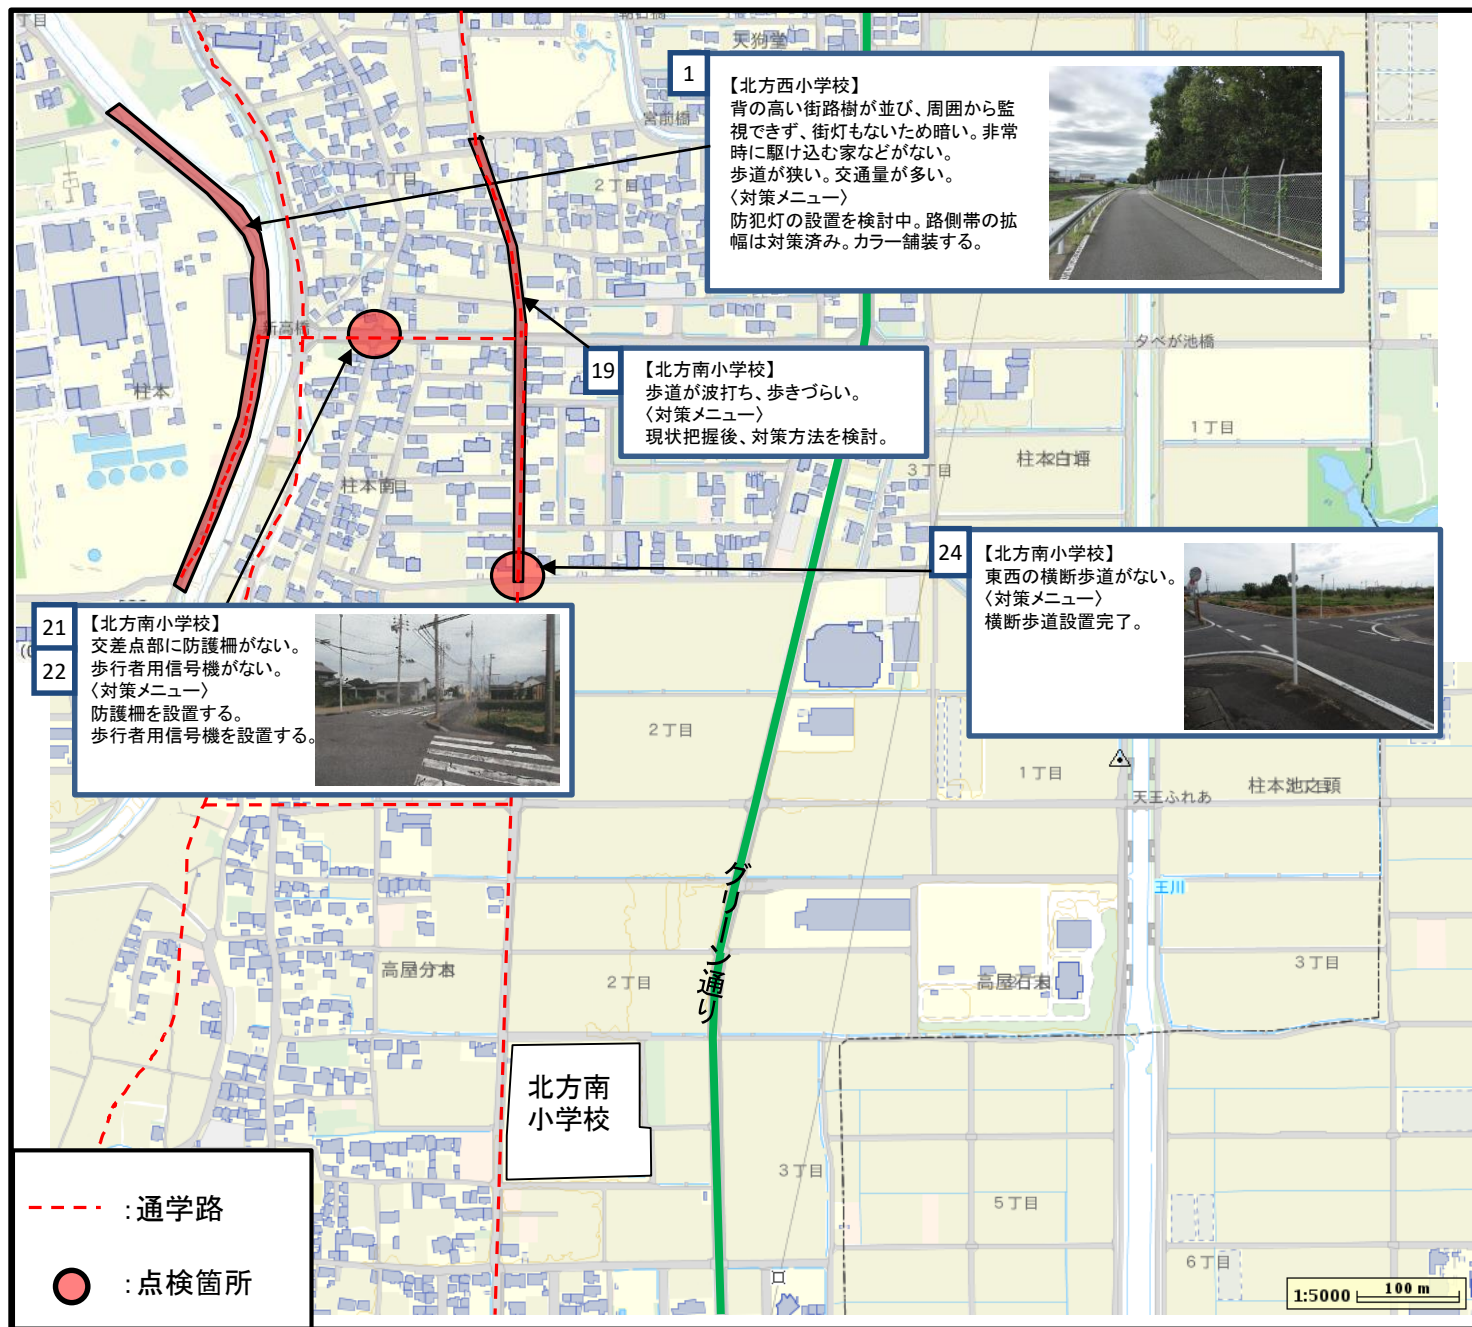 丁目
天狗堂
宮前橋
2丁目
丁目
1
【北方西小学校】
背の高い街路樹が並び、周囲から監
視できず、街灯もないため暗い。非常
時に駆け込む家などがない。
歩道が狭い。交通量が多い。
〈対策メニュー〉
防犯灯の設置を検討中。路側帯の拡
幅は対策済み。カラー舗装する。
新高橋
柱本
19
【北方南小学校】
歩道が波打ち、歩きづらい。
〈対策メニュー〉
現状把握後、対策方法を検討。
夕べが池橋
1丁目
3丁目
柱本白坪
柱本南
24
【北方南小学校】
東西の横断歩道がない。
〈対策メニュー〉
横断歩道設置完了。
21
22
【北方南小学校】
交差点部に防護柵がない。
歩行者用信号機がない。
〈対策メニュー〉
防護柵を設置する。
歩行者用信号機を設置する。
2丁目
1丁目
柱本池之頭
天王ふれあ
グリーン通り
王川
高屋分木
2丁目
高屋石末
3丁目
北方南
小学校
3丁目
5丁目
6丁目
:通学路
:点検箇所
1:5000
100 m